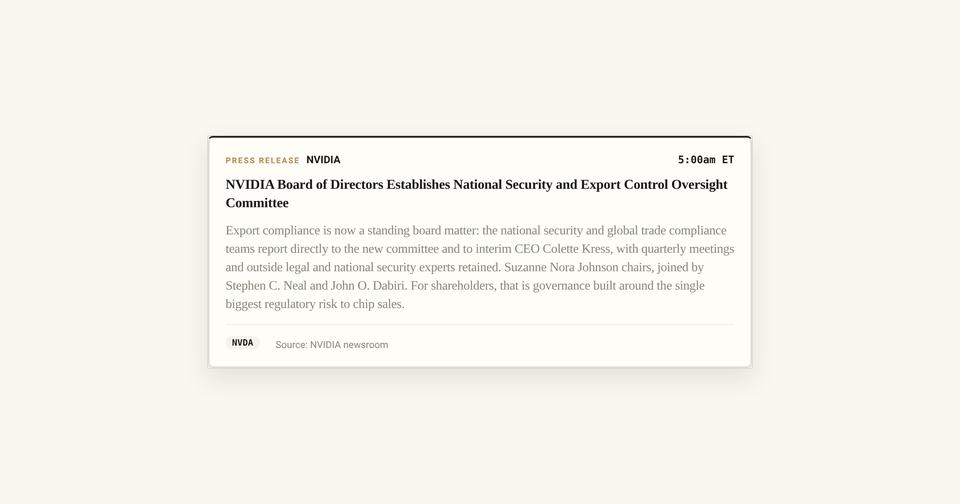 PRESS RELEASE NVIDIA 5:00am ET
NVIDIA Board of Directors Establishes National Security and Export Control Oversight
Committee
Export compliance is now a standing board matter: the national security and global trade compliance
teams report directly to the new committee and to interim CEO Colette Kress, with quarterly meetings
and outside legal and national security experts retained. Suzanne Nora Johnson chairs, joined by
Stephen C. Neal and John O. Dabiri. For shareholders, that is governance built around the single
biggest regulatory risk to chip sales.
NVDA Source: NVIDIA newsroom